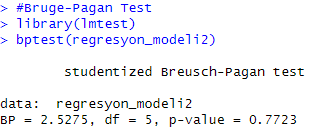 > #Bruge-Pagan Test
> library(lmtest)
> bptest(regresyon_modeli2)
studentized Breusch-Pagan test
data:  regresyon_modeli2
BP = 2.5275, df = 5, p-value = 0.7723